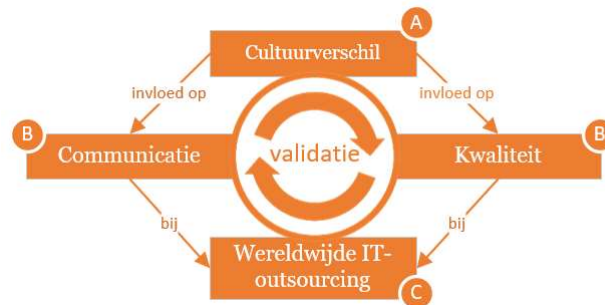 A
Cultuurverschil
invloed op
invloed op
B
Communicatie
validatie
Kwaliteit
B
bij
bij
Wereldwijde IT-
outsourcing
C